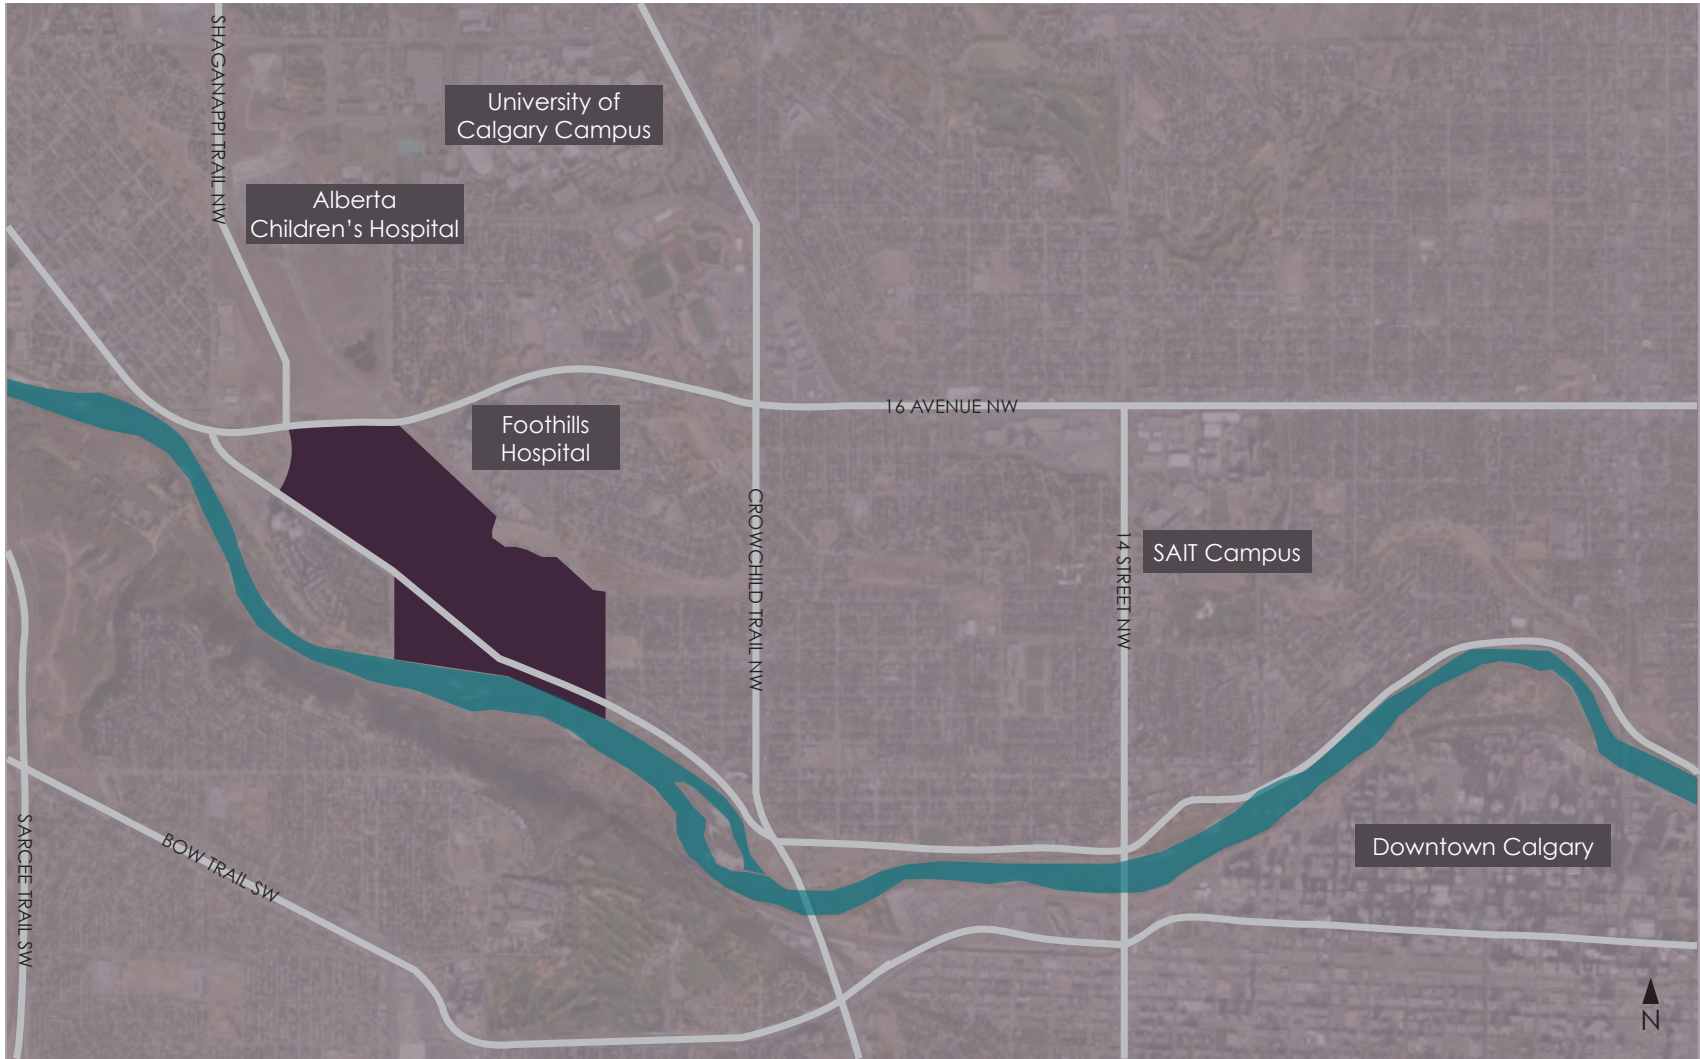 SHAGANAPPI TRAIL NW
University of
Calgary Campus
Alberta
Children's Hospital
16 AVENUE NW
Foothills
Hospital
CROWCHILD TRAIL NW
14 STREET NW
SAIT Campus
SARCEE TRAIL SW
BOW TRAIL SW
Downtown Calgary
N